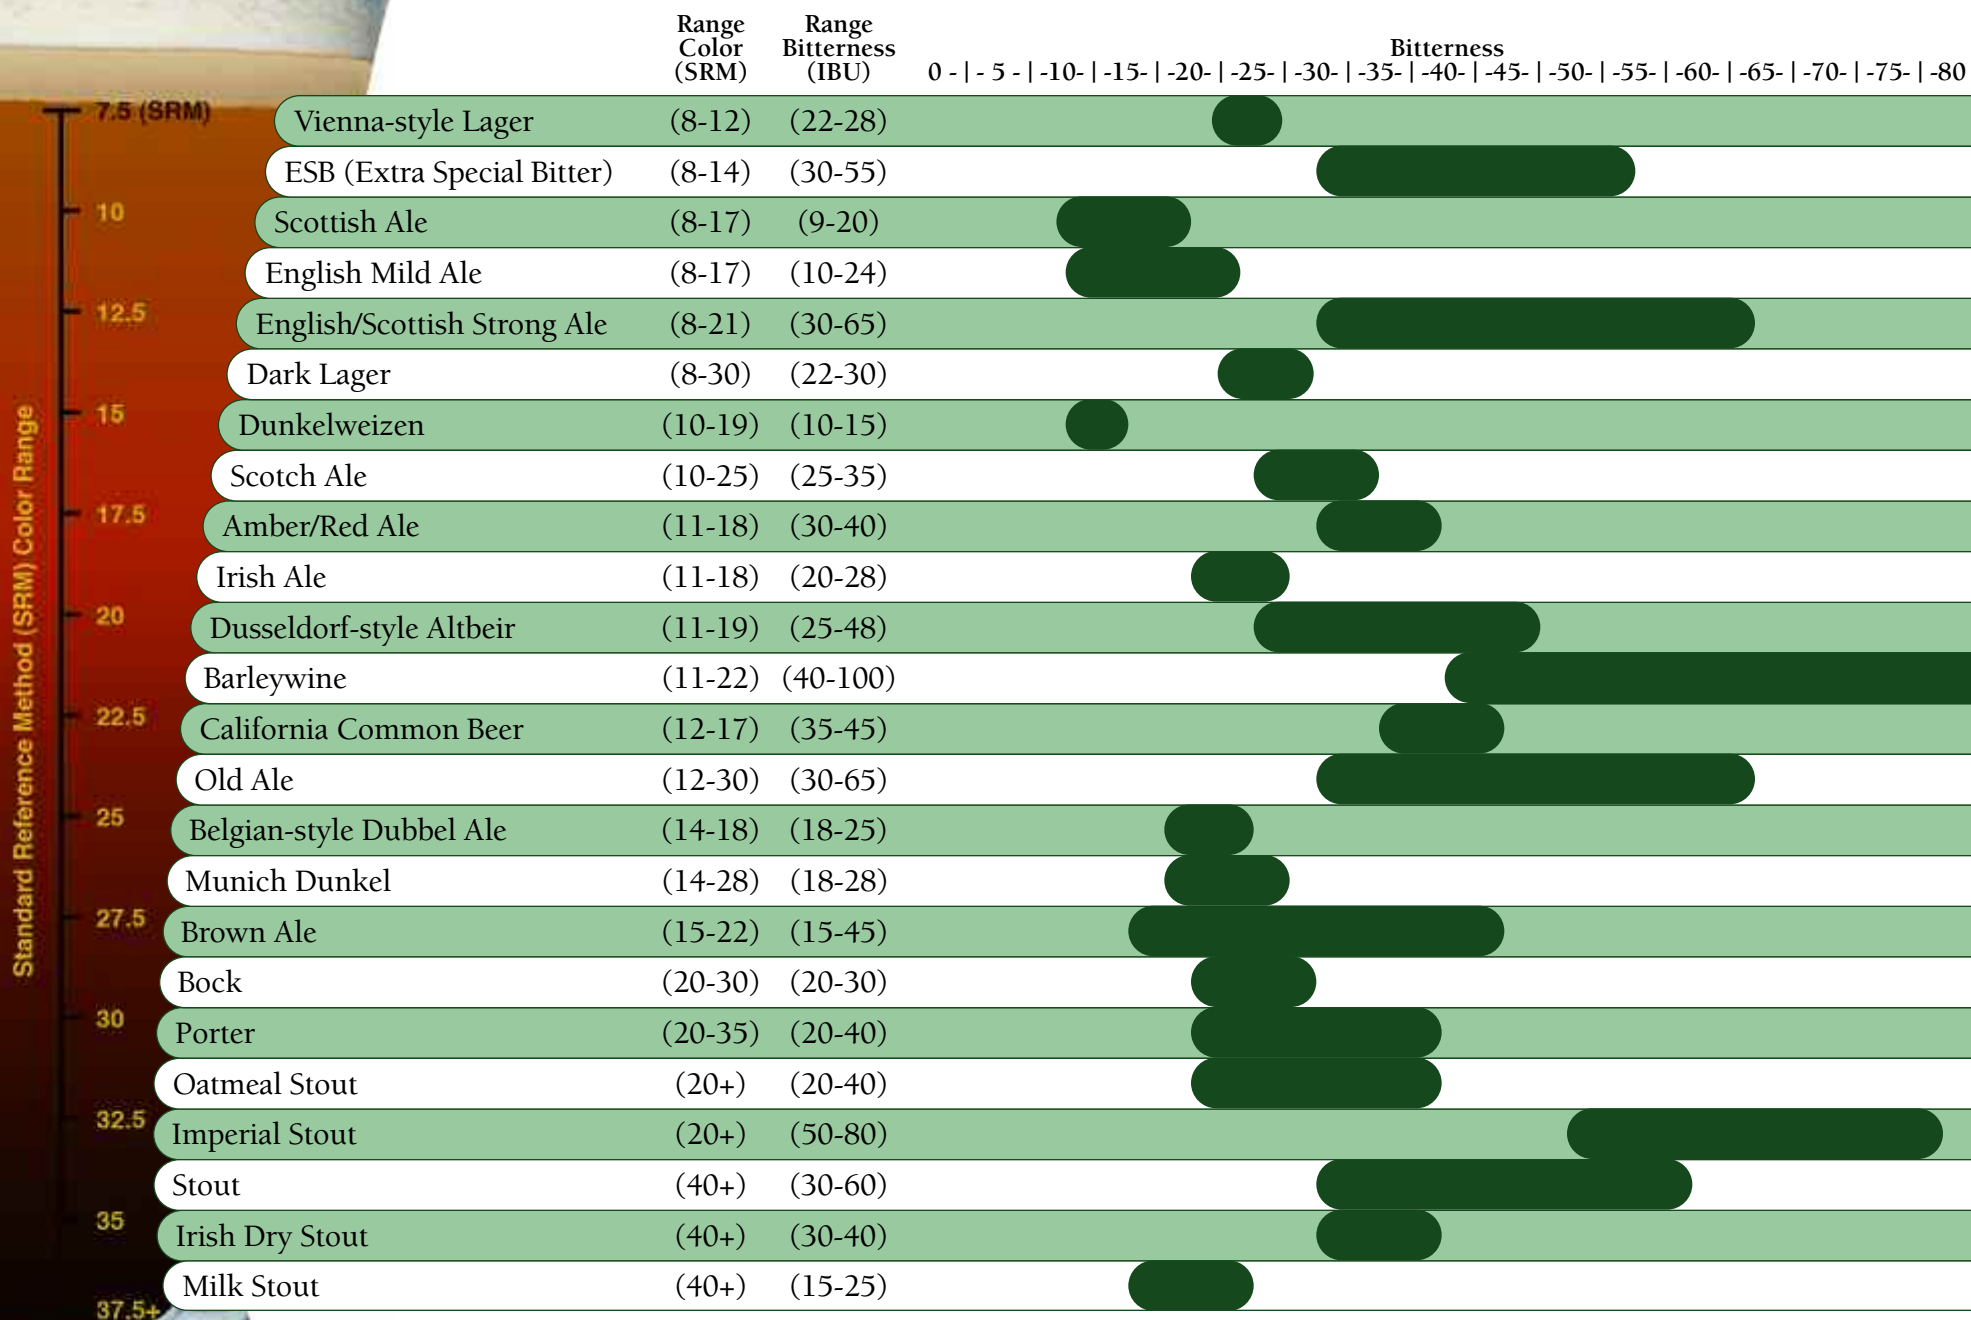 Range Color (SRM)
Range Bitterness (IBU)
Bitterness
0 -| - 5 -| -10- | -15- | -20- | -25- | -30- | -35- | -40- | -45- | -50- | -55- | -60- | -65- | -70- | -75- | -80
Vienna-style Lager (8-12) (22-28)
ESB (Extra Special Bitter) (8-14) (30-55)
Scottish Ale (8-17) (9-20)
English Mild Ale (8-17) (10-24)
English/Scottish Strong Ale (8-21) (30-65)
Dark Lager (8-30) (22-30)
Dunkelweizen (10-19) (10-15)
Scotch Ale (10-25) (25-35)
Amber/Red Ale (11-18) (30-40)
Irish Ale (11-18) (20-28)
Dusseldorf-style Altbeir (11-19) (25-48)
Barleywine (11-22) (40-100)
California Common Beer (12-17) (35-45)
Old Ale (12-30) (30-65)
Belgian-style Dubbel Ale (14-18) (18-25)
Munich Dunkel (14-28) (18-28)
Brown Ale (15-22) (15-45)
Bock (20-30) (20-30)
Porter (20-35) (20-40)
Oatmeal Stout (20+) (20-40)
Imperial Stout (20+) (50-80)
Stout (40+) (30-60)
Irish Dry Stout (40+) (30-40)
Milk Stout (40+) (15-25)
Standard Reference Method (SRM) Color Range
7.5 (SRM)
10
12.5
15
17.5
20
22.5
25
27.5
30
32.5
35
37.5+